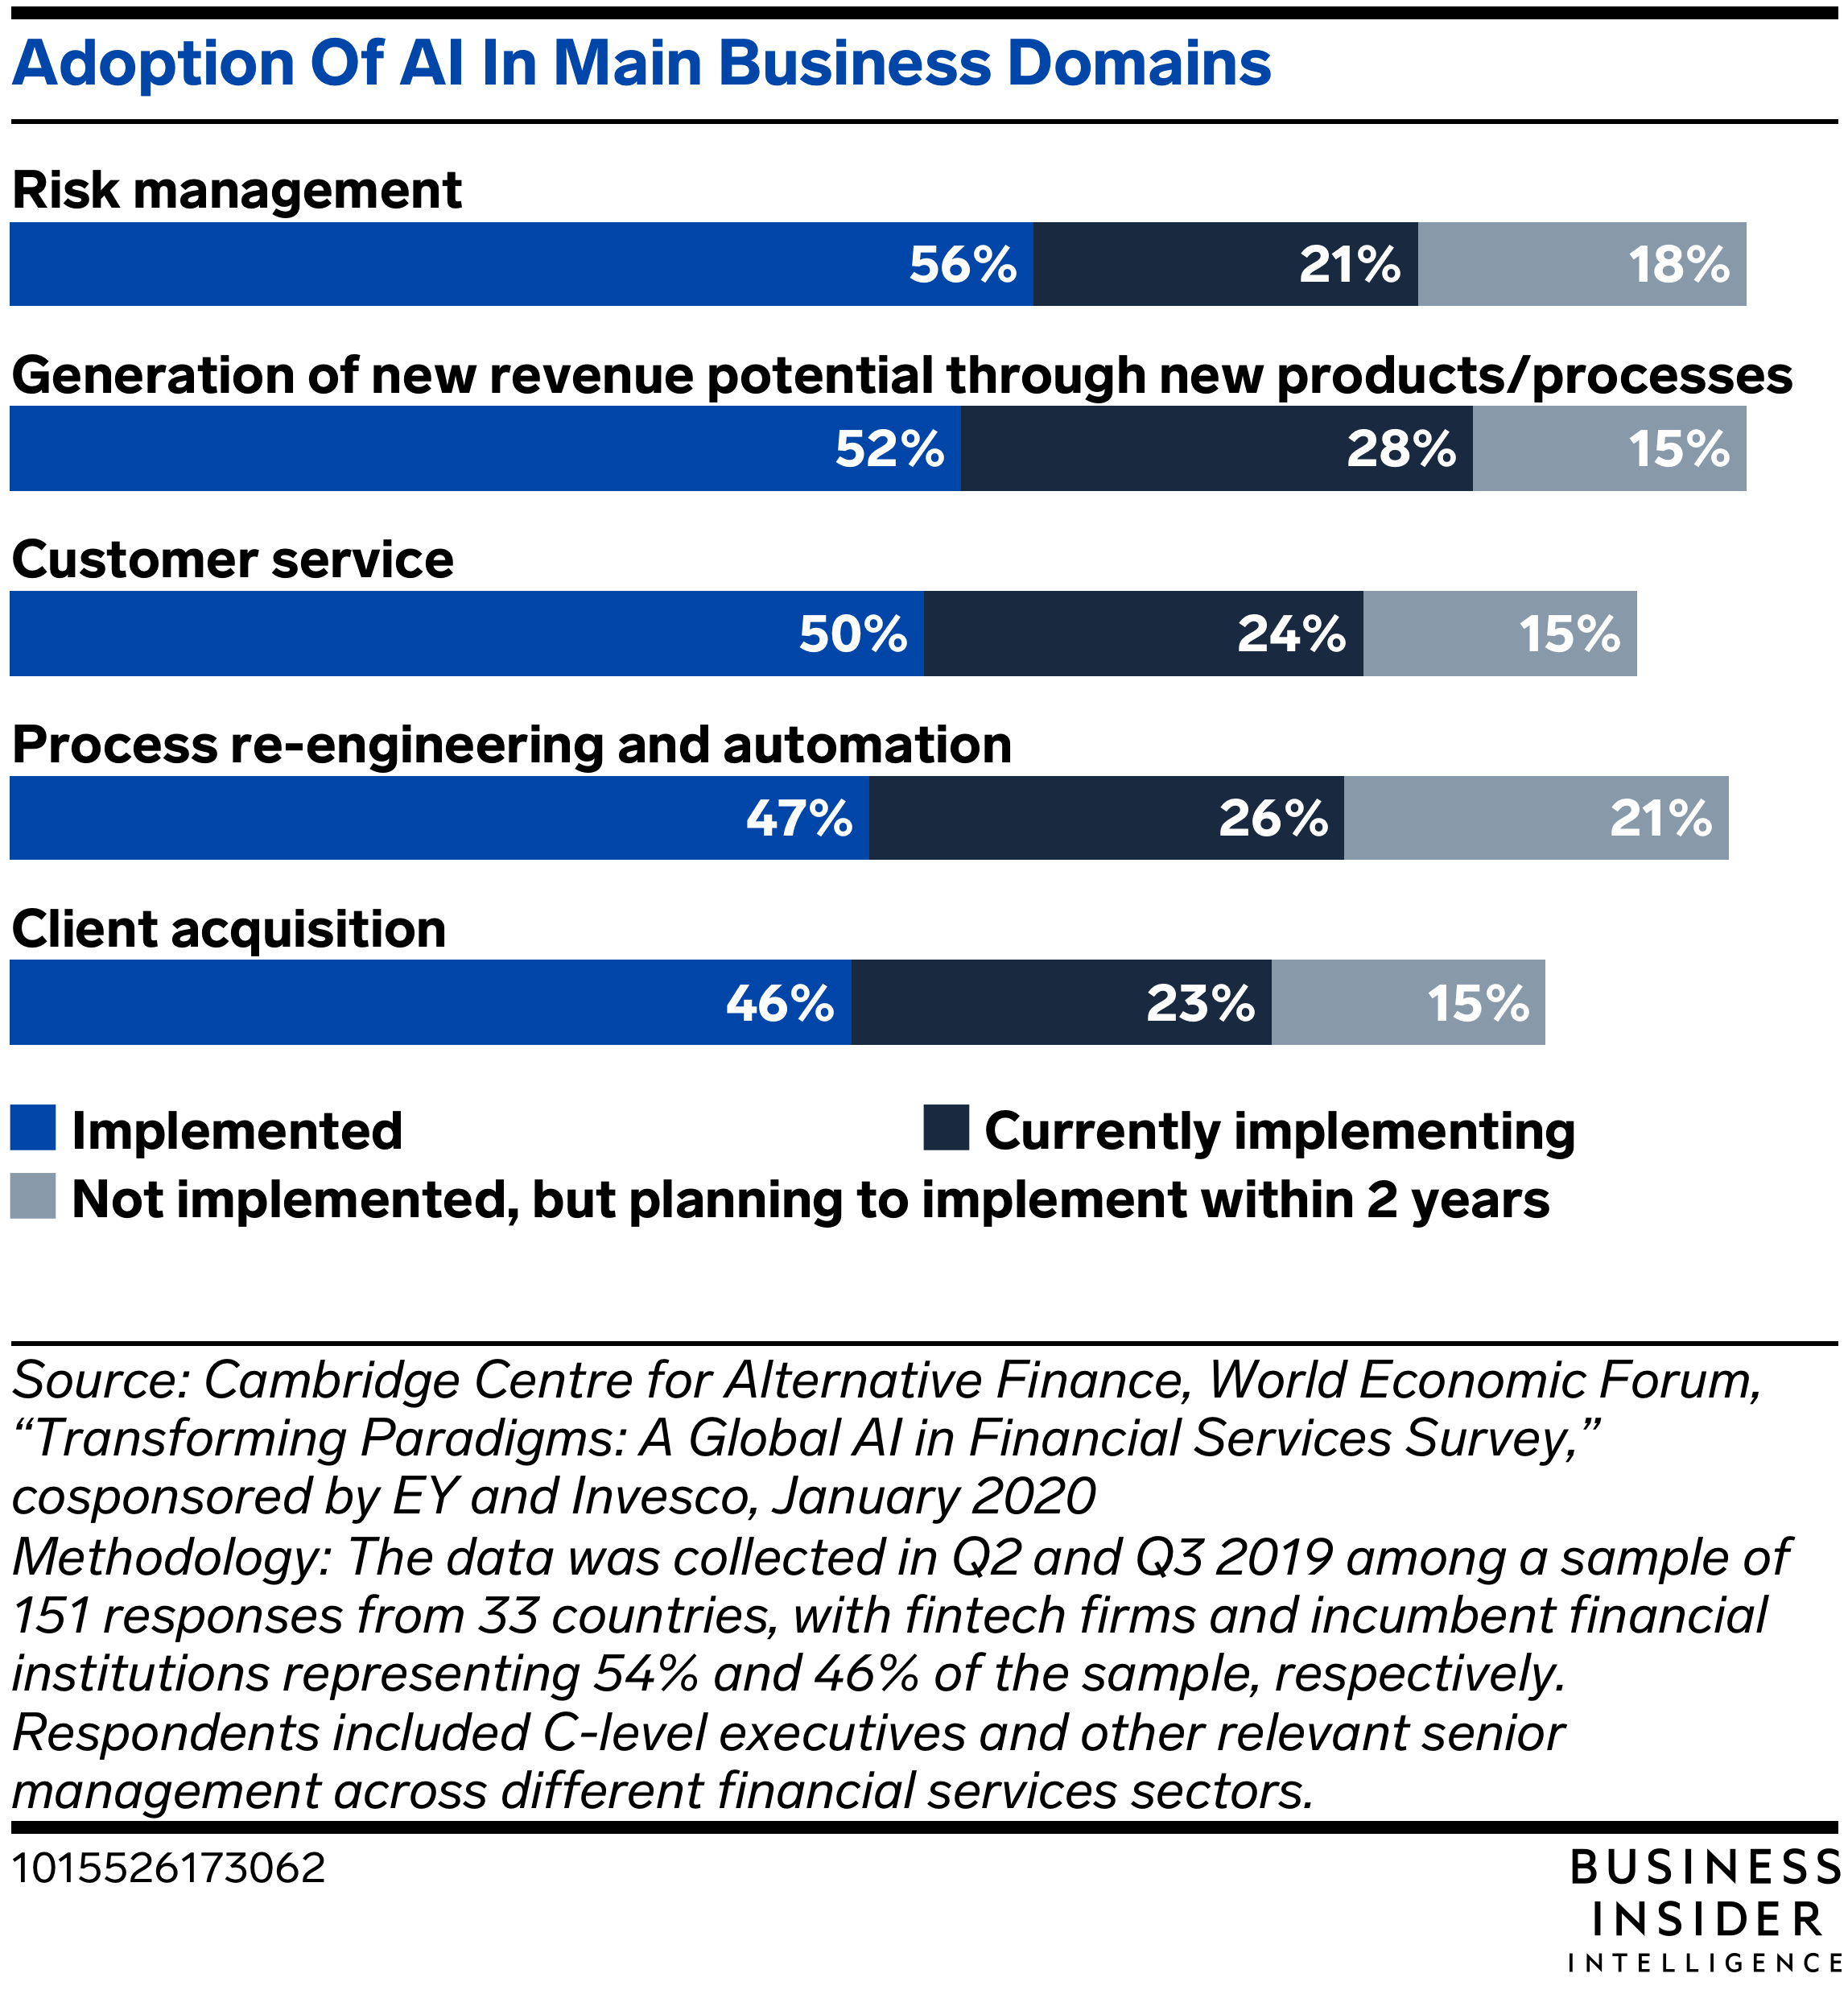 Adoption Of AI In Main Business Domains
Risk management
56% 21% 18%
Generation of new revenue potential through new products/processes
52% 28% 15%
Customer service
50% 24% 15%
Process re-engineering and automation
47% 26% 21%
Client acquisition
46% 23% 15%
Implemented Currently implementing
Not implemented, but planning to implement within 2 years
Source: Cambridge Centre for Alternative Finance, World Economic Forum,
“Transforming Paradigms: A Global AI in Financial Services Survey,”
cosponsored by EY and Invesco, January 2020
Methodology: The data was collected in Q2 and Q3 2019 among a sample of
151 responses from 33 countries, with fintech firms and incumbent financial
institutions representing 54% and 46% of the sample, respectively.
Respondents included C-level executives and other relevant senior
management across different financial services sectors.
1015526173062
BUSINESS
INSIDER
INTELLIGENCE